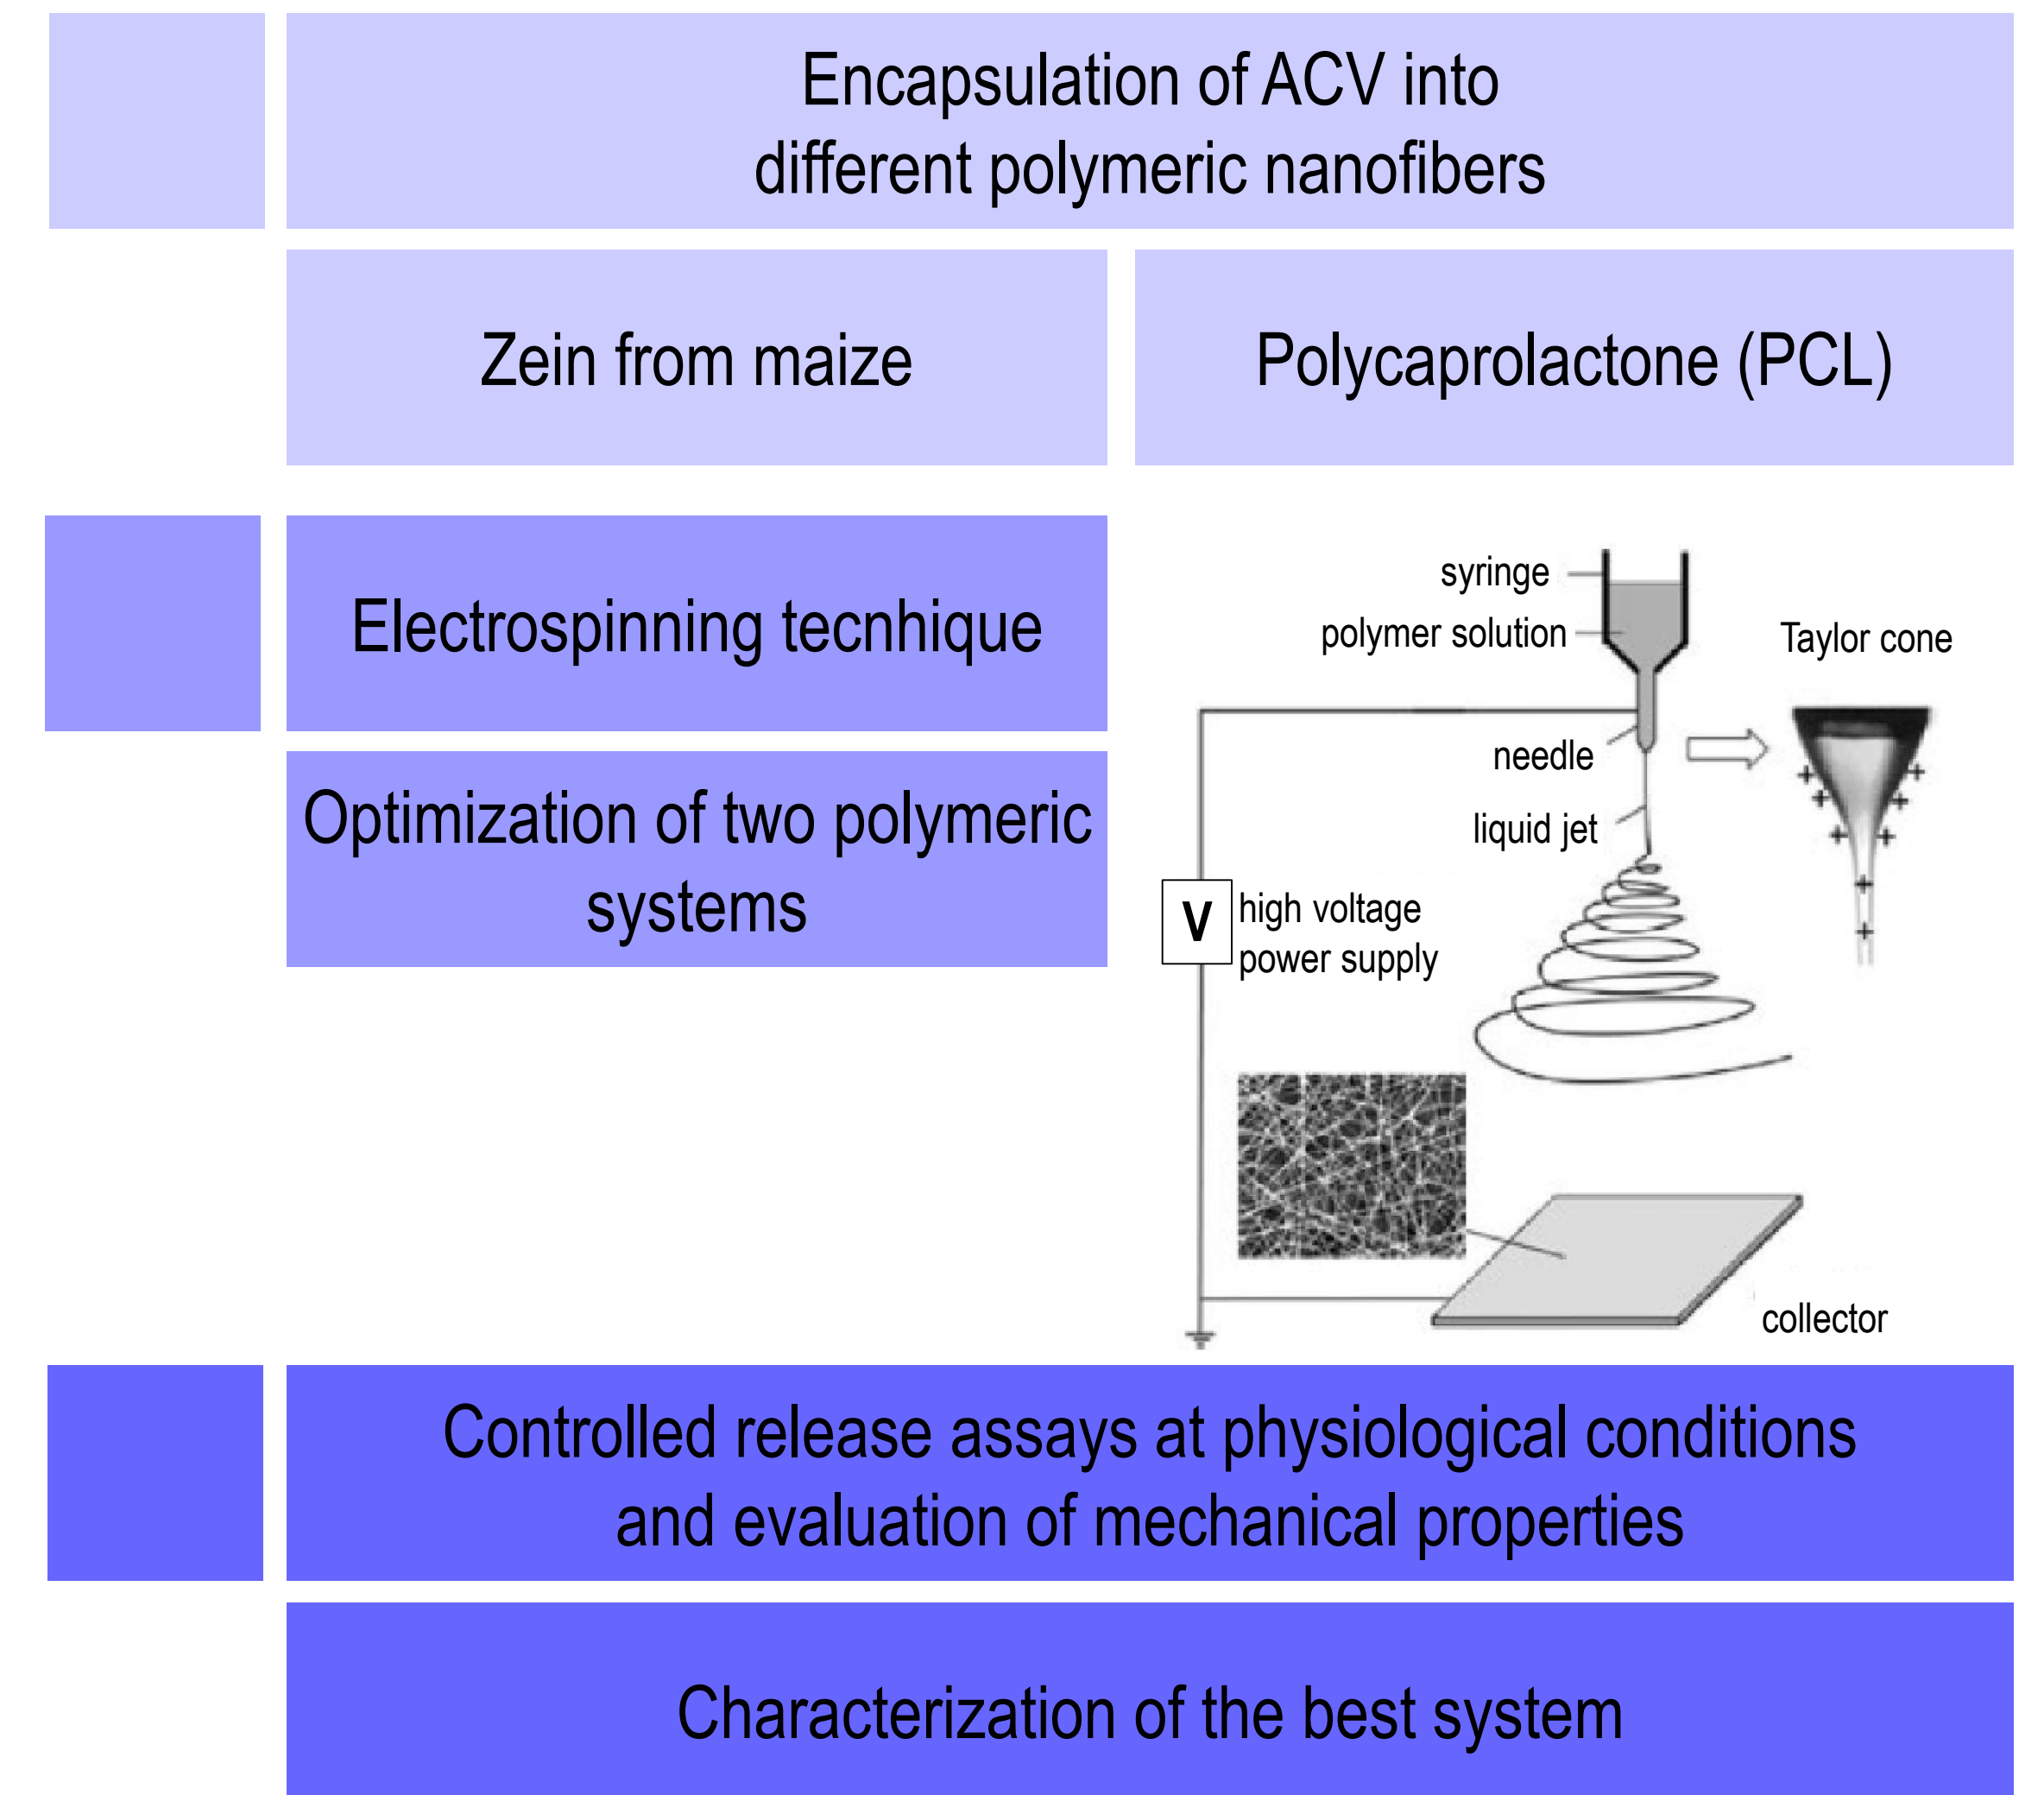 Encapsulation of ACV into
different polymeric nanofibers
Zein from maize
Polycaprolactone (PCL)
Electrospinning tecnhique
Optimization of two polymeric
systems
syringe
polymer solution
Taylor cone
needle
liquid jet
V
high voltage
power supply
collector
Controlled release assays at physiological conditions
and evaluation of mechanical properties
Characterization of the best system